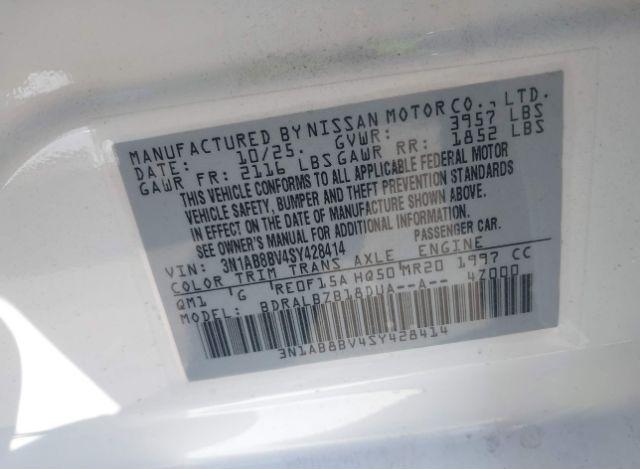 MANUFACTURED BY NISSAN MOTOR CO., LTD.
DATE: 10/25. GVWR: 3957 LBS
GAWR FR: 2116 LBS GAWR RR: 1852 LBS
THIS VEHICLE CONFORMS TO ALL APPLICABLE FEDERAL MOTOR
VEHICLE SAFETY, BUMPER AND THEFT PREVENTION STANDARDS
IN EFFECT ON THE DATE OF MANUFACTURE SHOWN ABOVE.
SEE OWNER'S MANUAL FOR ADDITIONAL INFORMATION.
VIN: 3N1AB8BV4SY428414 PASSENGER CAR.
COLOR TRIM TRANS AXLE ENGINE
QM1 G RE0F15A HQ50 MR20 1997 CC
MODEL: BDRALBZB18DUA--A-- 47000
3N1AB8BV4SY428414